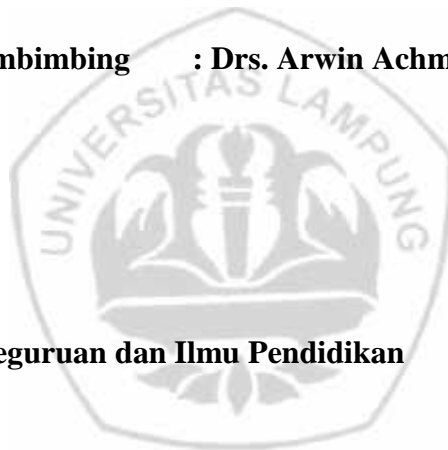 mbimbing : Drs. Arwin Achm
UNIVERSITAS LAMPUNG
eguruan dan Ilmu Pendidikan